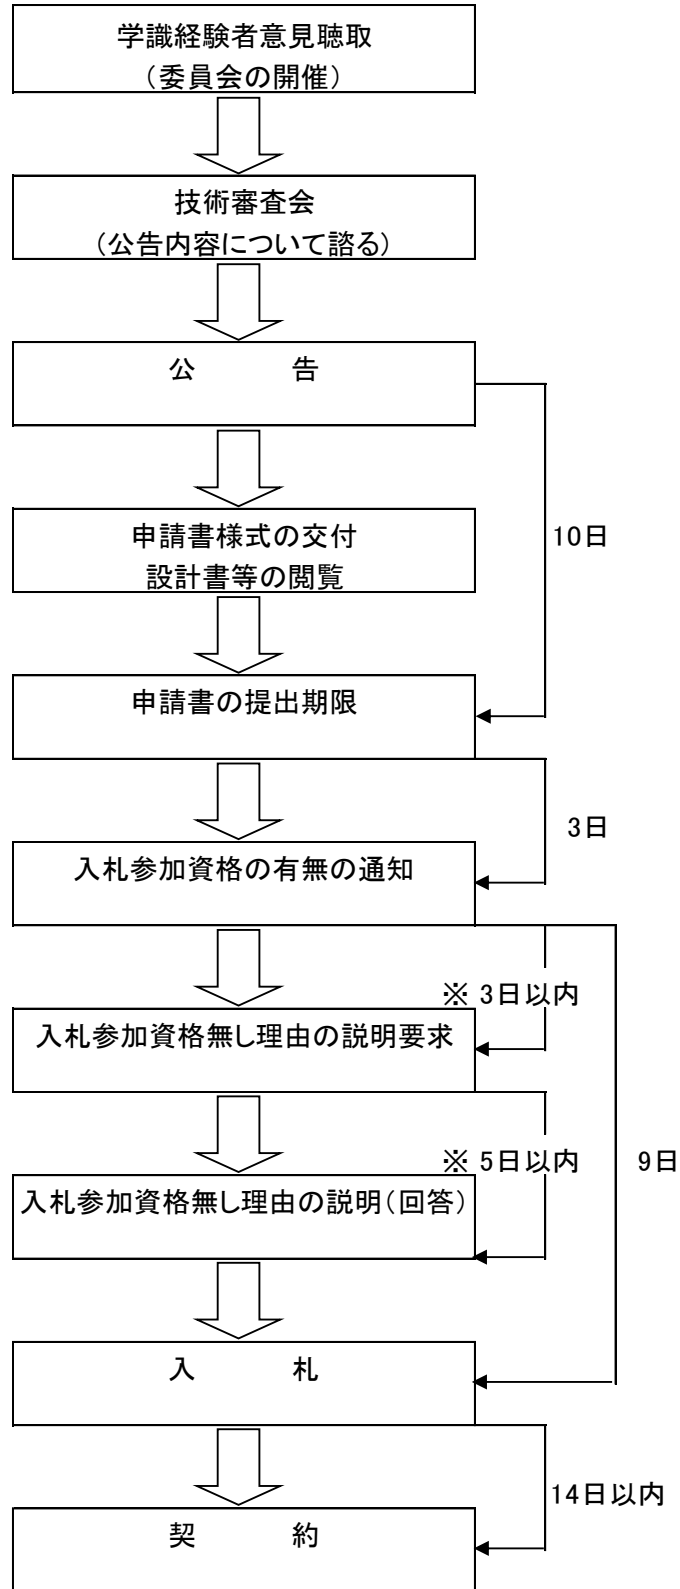 学識経験者意見聴取
（委員会の開催）
技術審査会
（公告内容について諮る）
公　　　　告
申請書様式の交付
設計書等の閲覧
10日
申請書の提出期限
3日
入札参加資格の有無の通知
※ 3日以内
入札参加資格無し理由の説明要求
※ 5日以内
9日
入札参加資格無し理由の説明（回答）
入　　　　札
14日以内
契　　　　約